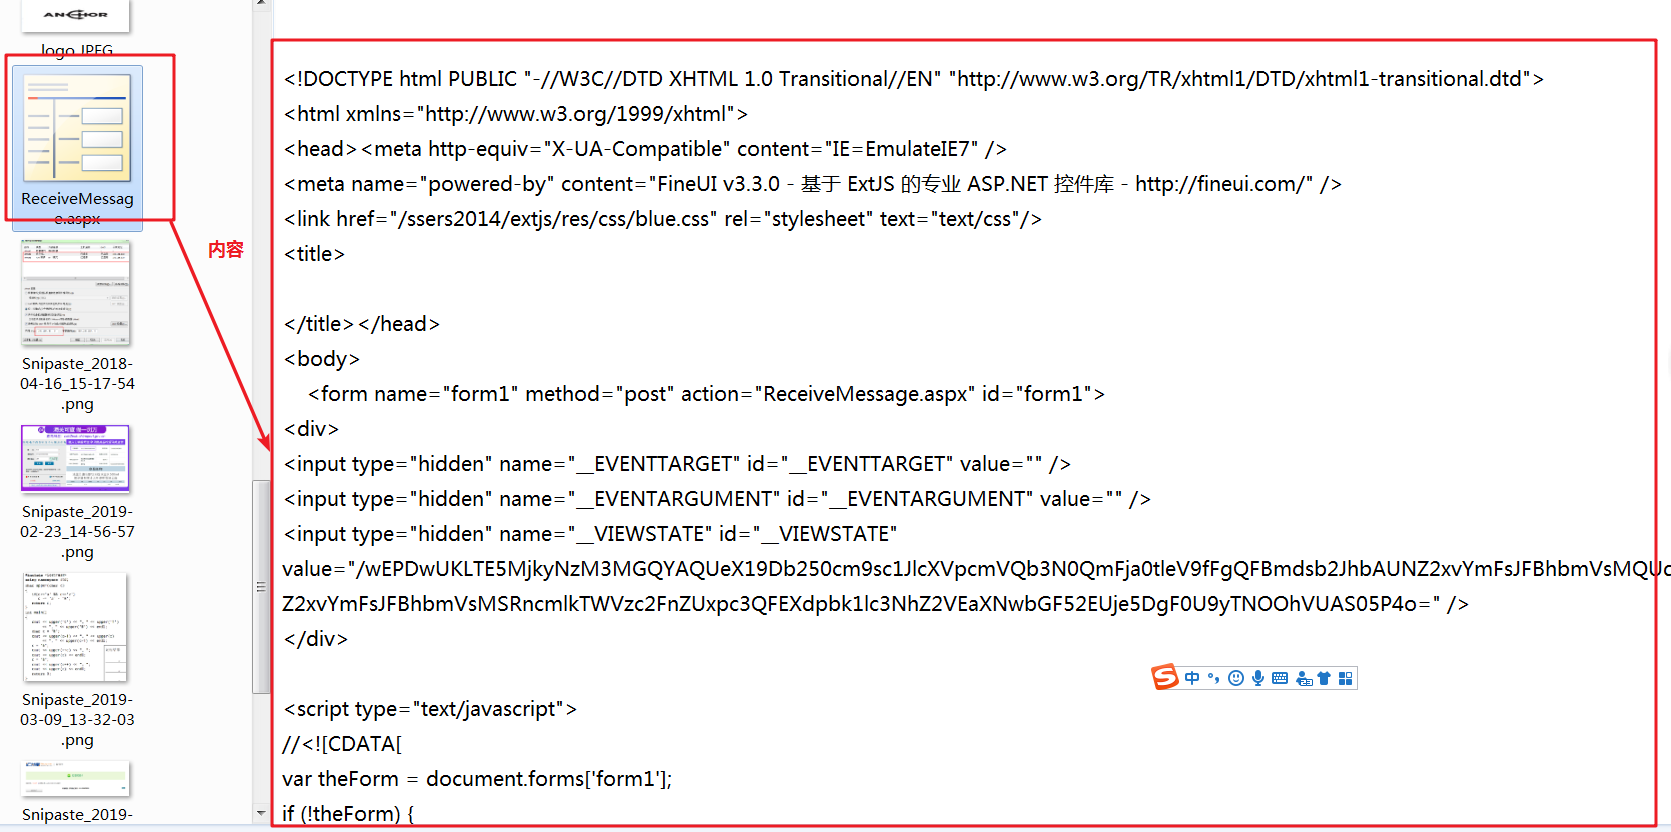 ANCHOR
logo.JPEG
ReceiveMessag
e.aspx
内容
Snipaste_2018-
04-16_15-17-54
.png
Snipaste_2019-
02-23_14-56-57
.png
Snipaste_2019-
03-09_13-32-03
.png
Snipaste_2019-
<!DOCTYPE html PUBLIC "-//W3C//DTD XHTML 1.0 Transitional//EN" "http://www.w3.org/TR/xhtml1/DTD/xhtml1-transitional.dtd">
<html xmlns="http://www.w3.org/1999/xhtml">
<head><meta http-equiv="X-UA-Compatible" content="IE=EmulateIE7" />
<meta name="powered-by" content="FineUI v3.3.0 - 基于 ExtJS 的专业 ASP.NET 控件库 - http://fineui.com/" />
<link href="/ssers2014/extjs/res/css/blue.css" rel="stylesheet" text="text/css"/>
<title>
</title></head>
<body>
<form name="form1" method="post" action="ReceiveMessage.aspx" id="form1">
<div>
<input type="hidden" name="__EVENTTARGET" id="__EVENTTARGET" value="" />
<input type="hidden" name="__EVENTARGUMENT" id="__EVENTARGUMENT" value="" />
<input type="hidden" name="__VIEWSTATE" id="__VIEWSTATE"
value="/wEPDwUKLTE5MjkyNzM3MGQYAQUeX19Db250cm9sc1JlcXVpcmVQb3N0QmFja0tleV9fFgQFBmdsb2JhbAUNZ2xvYmFsJFBhbmVsMQUc
Z2xvYmFsJFBhbmVsMSRncmlkTWVzc2FnZUxpc3QFEXdpbk1lc3NhZ2VEaXNwbGF52EUje5DgF0U9yTNOOhVUAS05P4o=" />
</div>
中
<script type="text/javascript">
//<![CDATA[
var theForm = document.forms['form1'];
if (!theForm) {